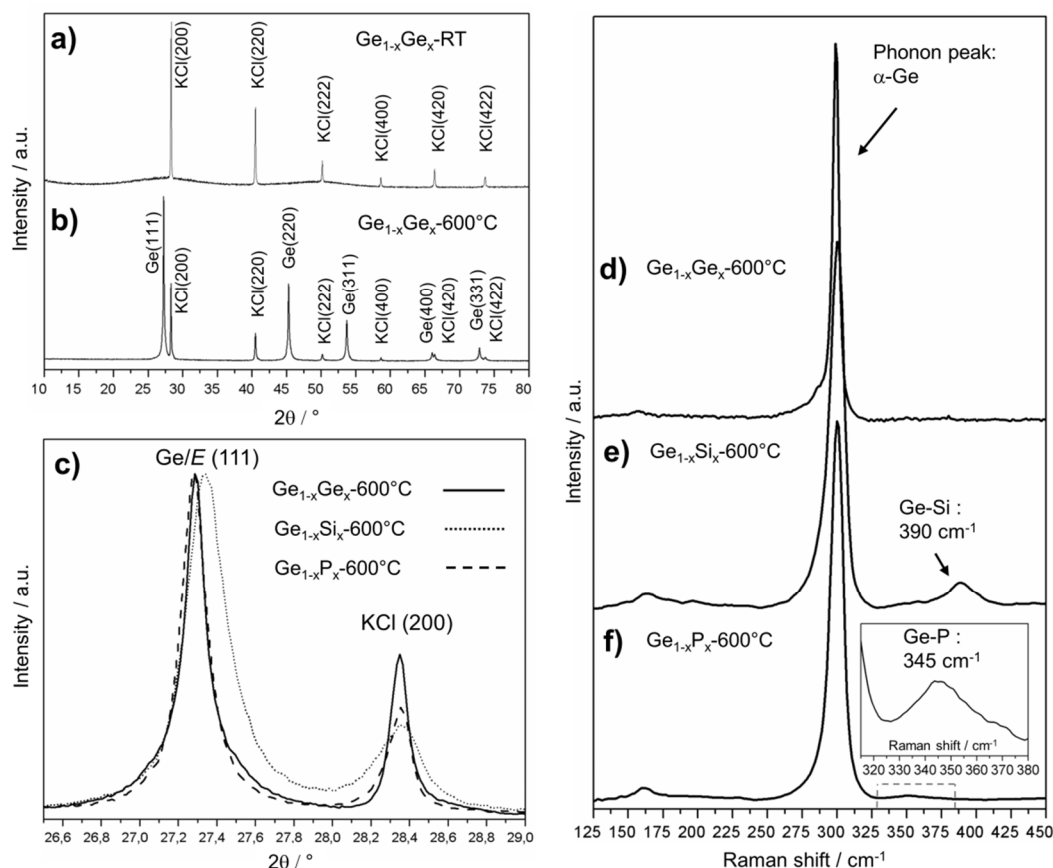 a)
Ge1-xGex-RT
KCl(200)
KCl(220)
KCl(222)
KCl(400)
KCl(420)
KCl(422)
Intensity / a.u.
b)
Ge1-xGex-600°C
Ge(111)
KCl(200)
KCl(220)
Ge(220)
KCl(222)
Ge(311)
KCl(400)
Ge(400)
KCl(420)
Ge(331)
KCl(422)
10 15 20 25 30 35 40 45 50 55 60 65 70 75 80
2θ / °
c)
Ge/E (111)
Ge1-xGex-600°C
Ge1-xSix-600°C
Ge1-xPx-600°C
KCl (200)
Intensity / a.u.
26,6 26,8 27,0 27,2 27,4 27,6 27,8 28,0 28,2 28,4 28,6 28,8 29,0
2θ / °
Phonon peak:
α-Ge
d) Ge1-xGex-600°C
e) Ge1-xSix-600°C
Ge-Si :
390 cm-1
f) Ge1-xPx-600°C
Ge-P :
345 cm-1
Raman shift / cm-1
320 330 340 350 360 370 380
Intensity / a.u.
125 150 175 200 225 250 275 300 325 350 375 400 425 450
Raman shift / cm-1